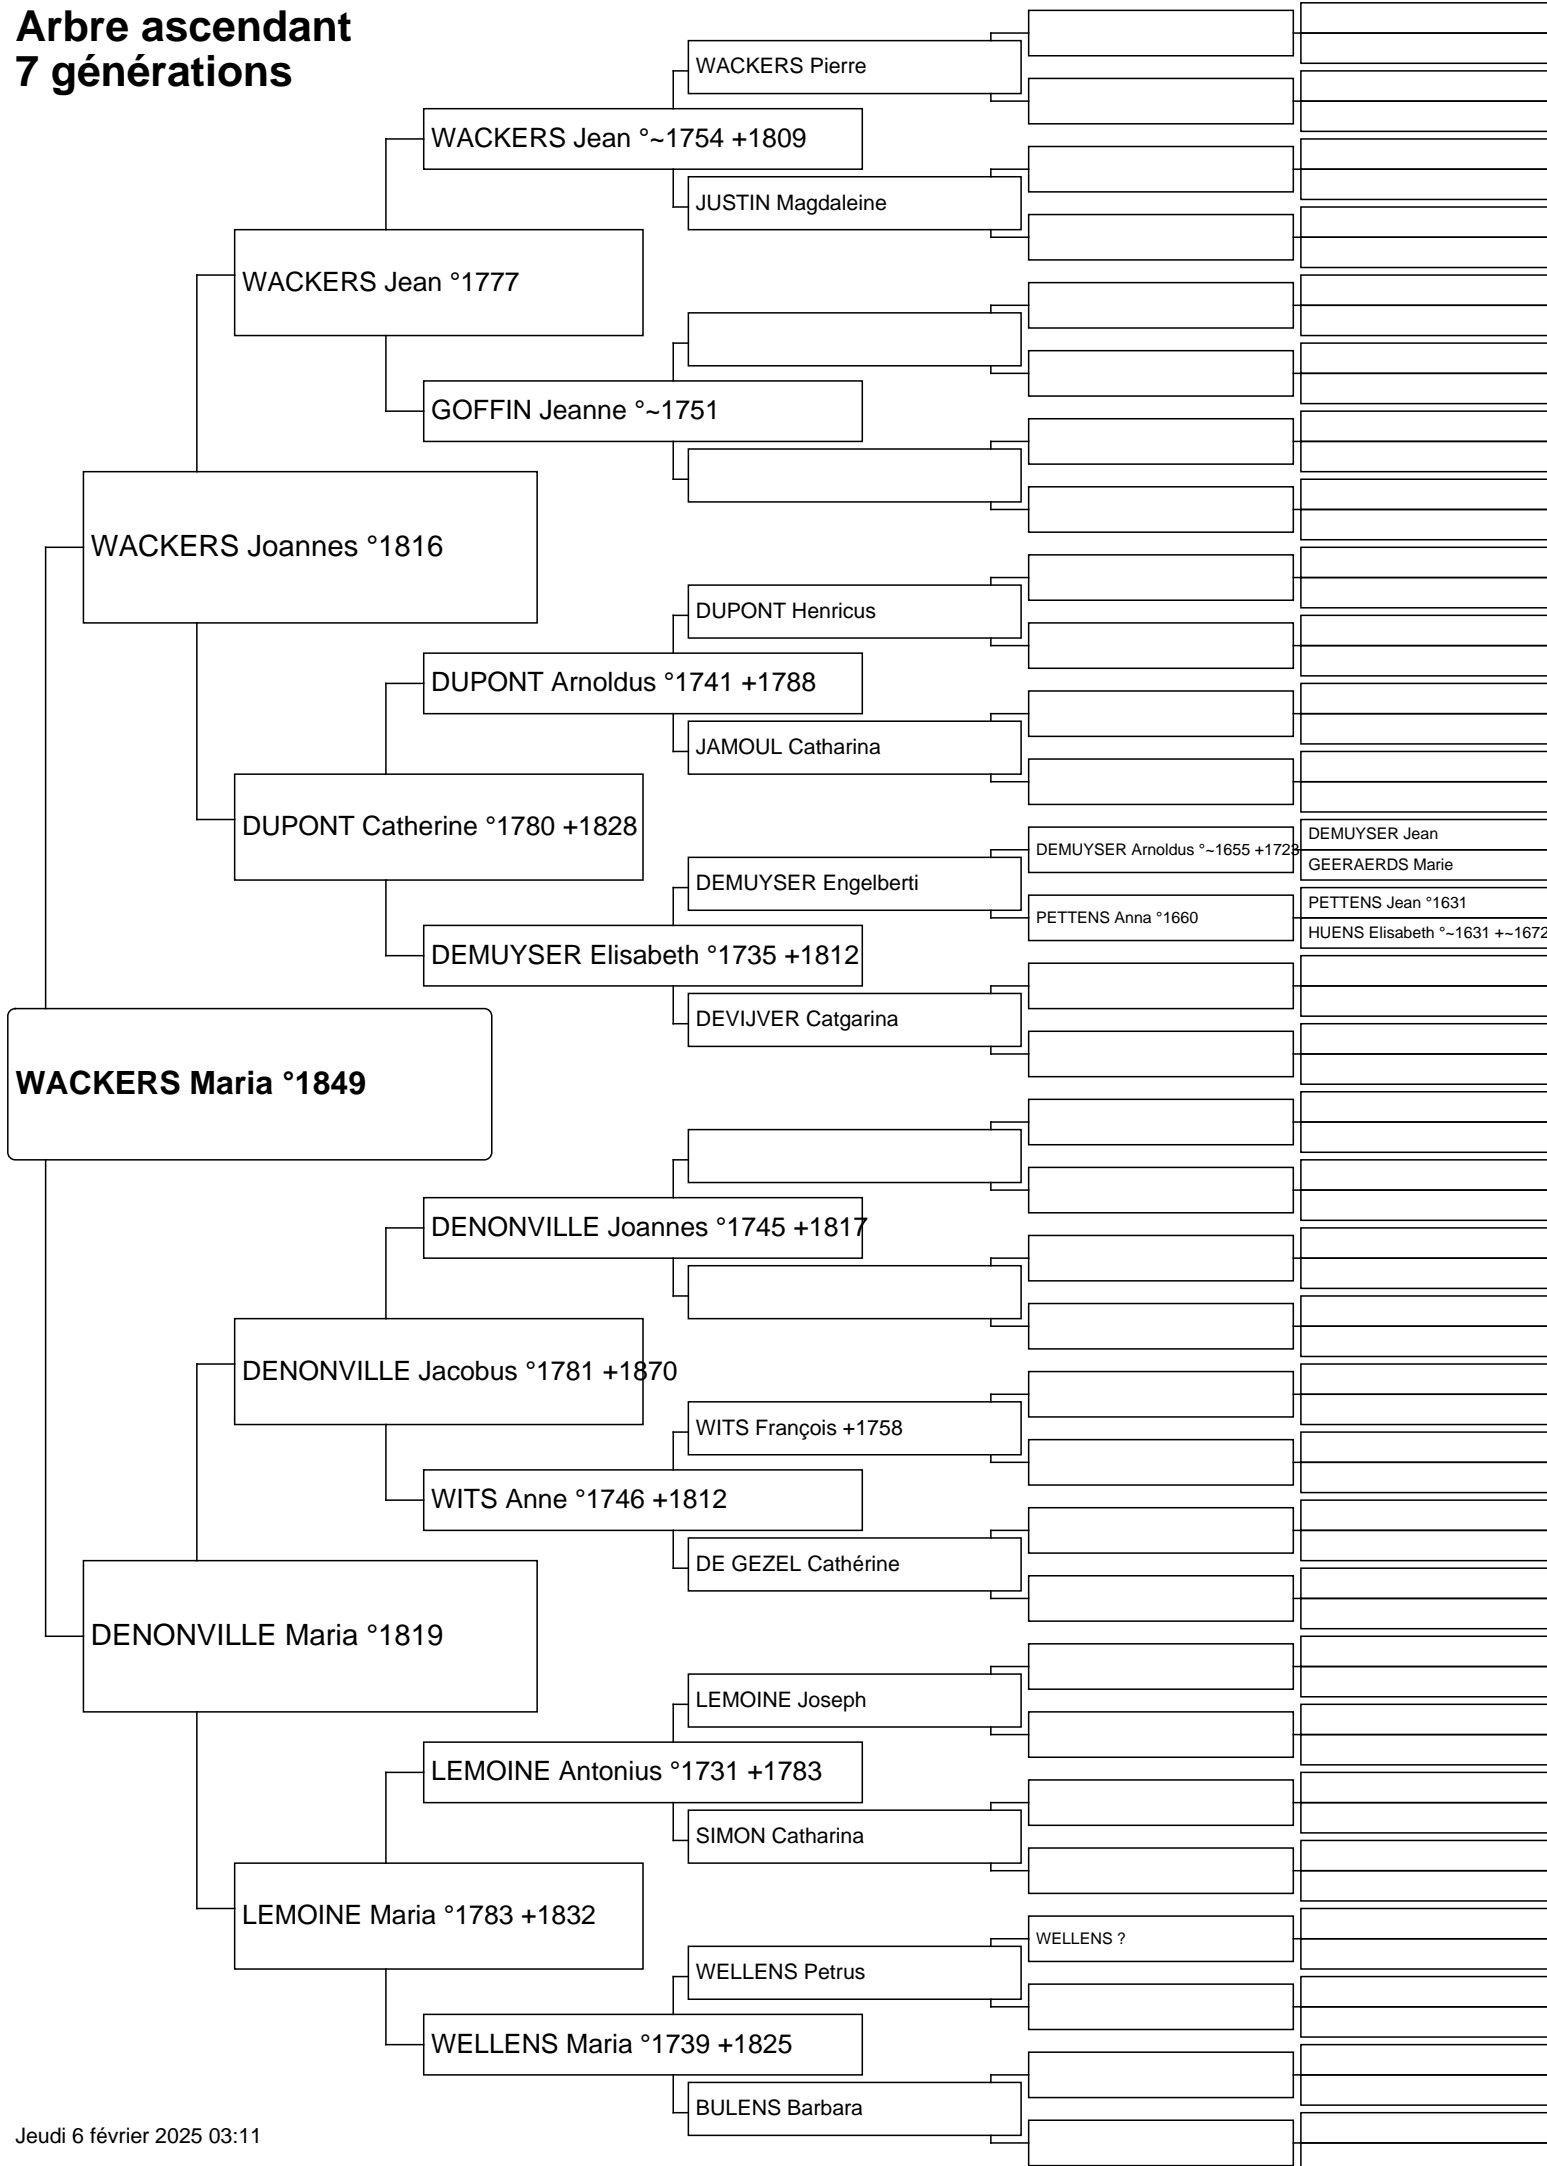 Arbre ascendant
7 générations
WACKERS Pierre
WACKERS Jean °~1754 +1809
JUSTIN Magdaleine
WACKERS Jean °1777
GOFFIN Jeanne °~1751
WACKERS Joannes °1816
DUPONT Henricus
DUPONT Arnoldus °1741 +1788
JAMOUL Catharina
DUPONT Catherine °1780 +1828
DEMUYSER Jean
DEMUYSER Arnoldus °~1655 +1723
GEERAERDS Marie
DEMUYSER Engelberti
PETTENS Jean °1631
PETTENS Anna °1660
HUENS Elisabeth °~1631 +~1672
DEMUYSER Elisabeth °1735 +1812
DEVIJVER Catgarina
WACKERS Maria °1849
DENONVILLE Joannes °1745 +1817
DENONVILLE Jacobus °1781 +1870
WITS François +1758
WITS Anne °1746 +1812
DE GEZEL Cathérine
DENONVILLE Maria °1819
LEMOINE Joseph
LEMOINE Antonius °1731 +1783
SIMON Catharina
LEMOINE Maria °1783 +1832
WELLENS ?
WELLENS Petrus
WELLENS Maria °1739 +1825
BULENS Barbara
Jeudi 6 février 2025 03:11